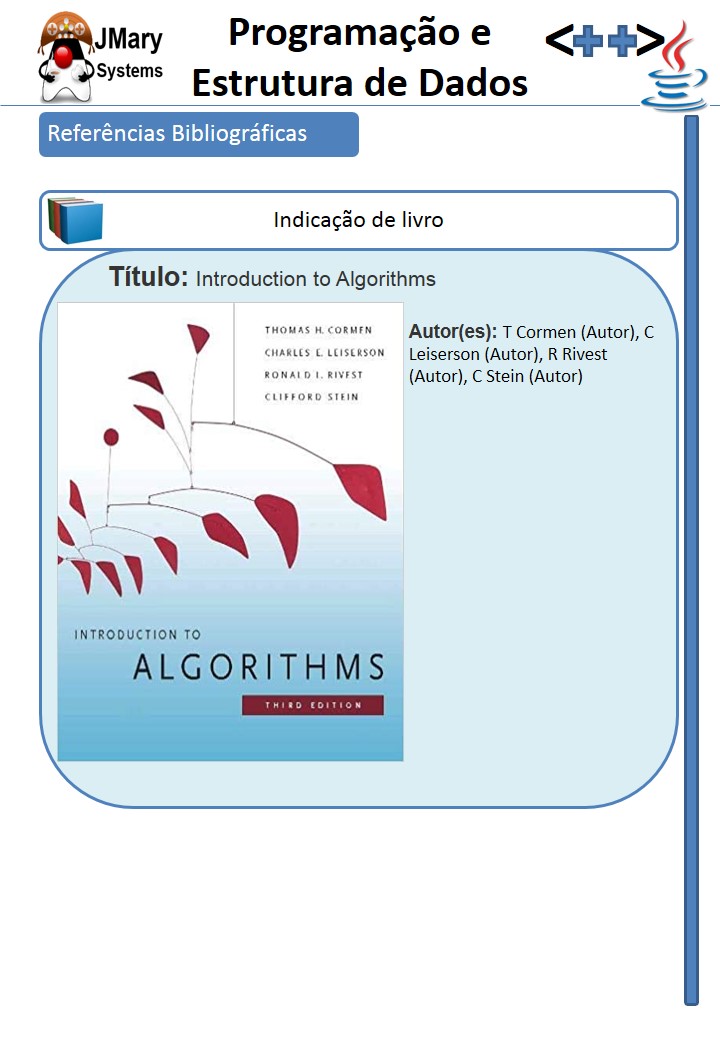 JMary
Systems
Programação e
Estrutura de Dados
<++>
Referências Bibliográficas
Indicação de livro
Título: Introduction to Algorithms
THOMAS H. CORMEN
CHARLES E. LEISERSON
RONALD L. RIVEST
CLIFFORD STEIN
INTRODUCTION TO
ALGORITHMS
THIRD EDITION
Autor(es): T Cormen (Autor), C
Leiserson (Autor), R Rivest
(Autor), C Stein (Autor)